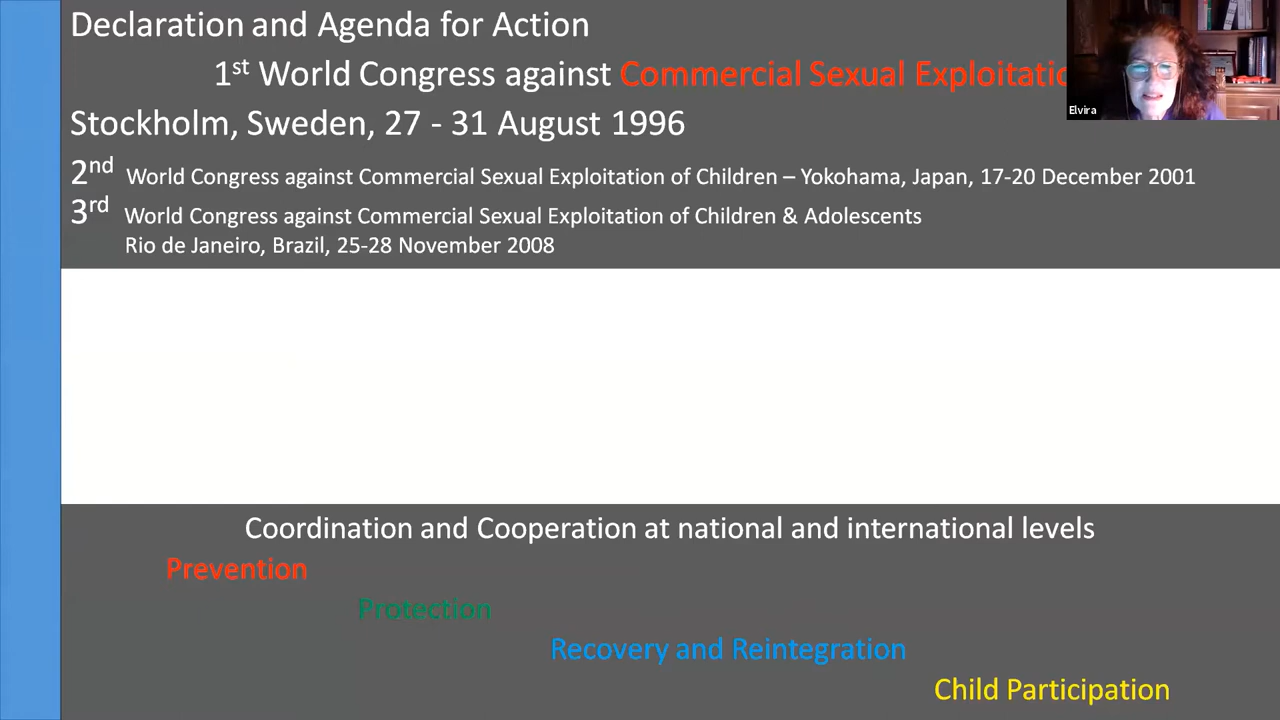 Declaration and Agenda for Action
1st World Congress against Commercial Sexual Exploitatio
Elvira
Stockholm, Sweden, 27 - 31 August 1996
2nd World Congress against Commercial Sexual Exploitation of Children – Yokohama, Japan, 17-20 December 2001
3rd World Congress against Commercial Sexual Exploitation of Children & Adolescents
Rio de Janeiro, Brazil, 25-28 November 2008
Coordination and Cooperation at national and international levels
Prevention
Protection
Recovery and Reintegration
Child Participation